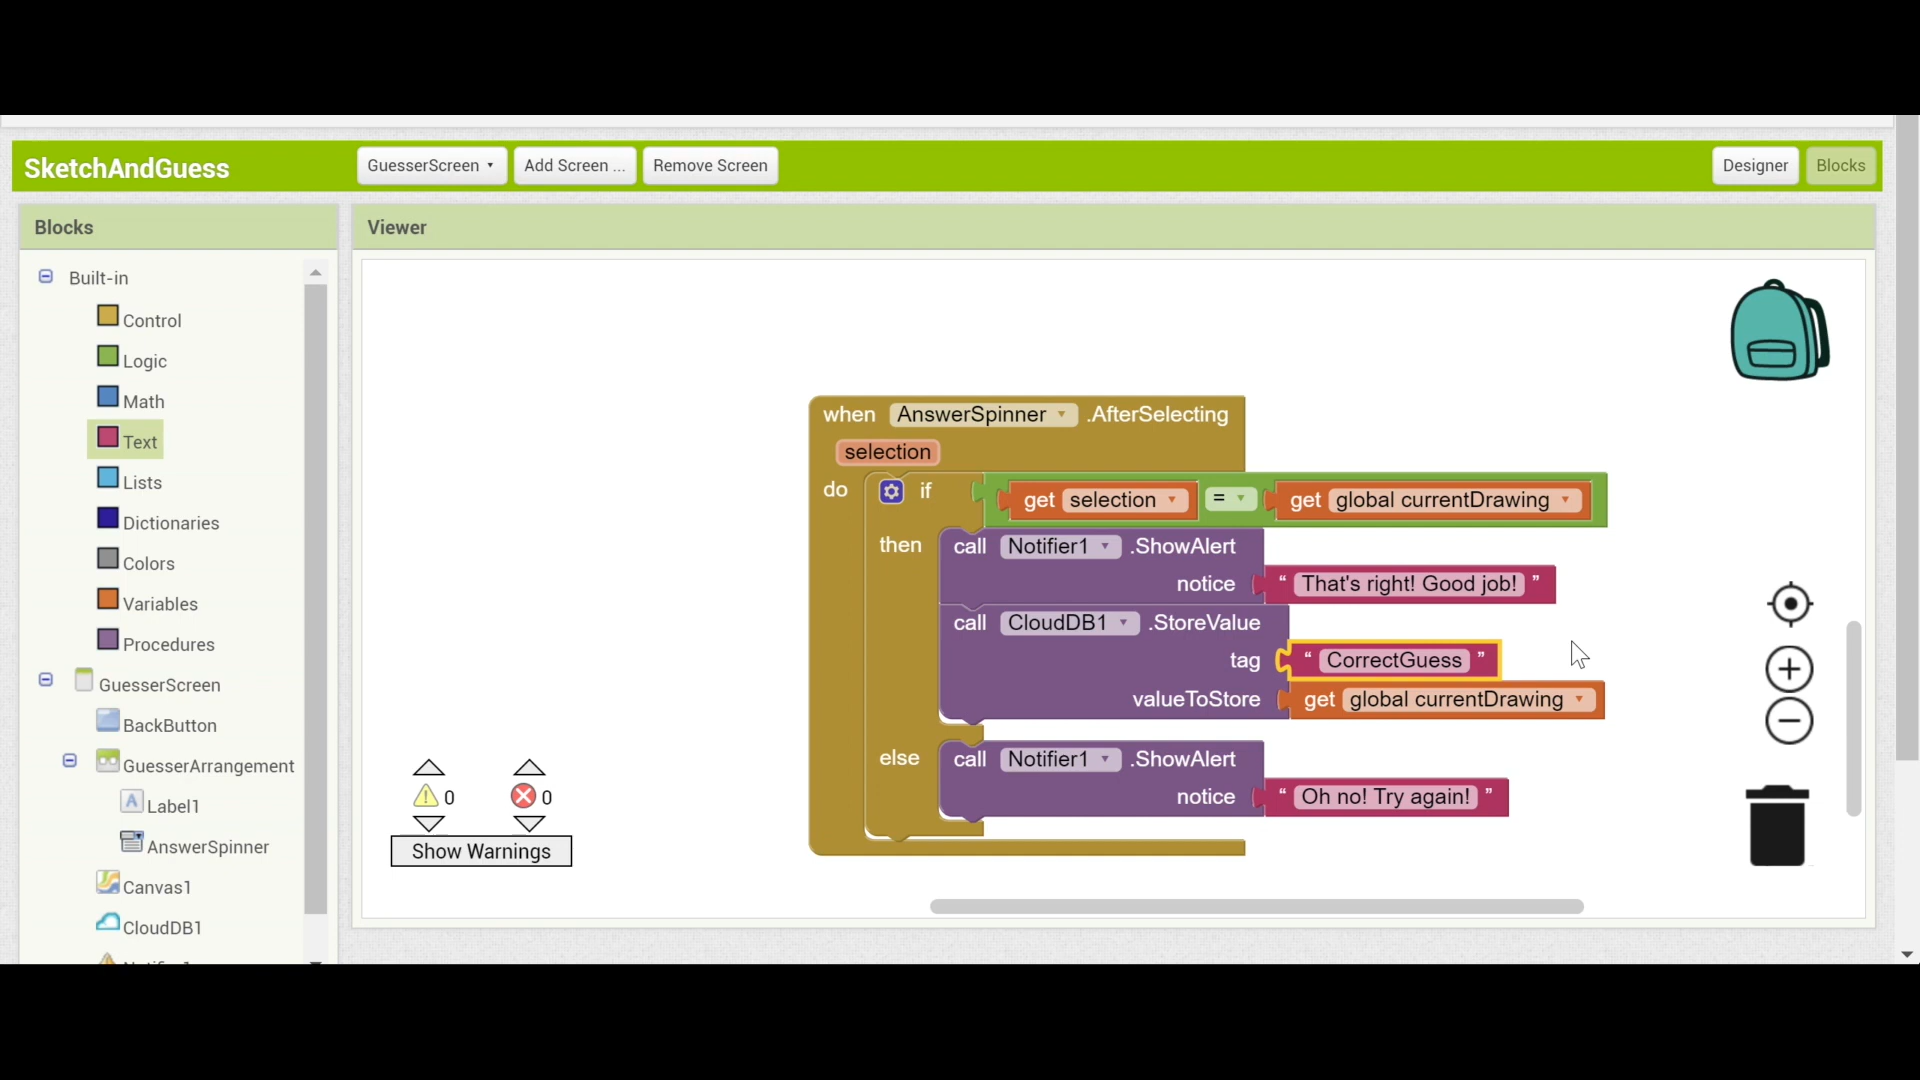 SketchAndGuess GuesserScreen Add Screen ... Remove Screen Designer Blocks
Blocks
Viewer
Built-in
Control
Logic
Math
Text
Lists
Dictionaries
Colors
Variables
Procedures
GuesserScreen
BackButton
GuesserArrangement
Label1
AnswerSpinner
Canvas1
CloudDB1
when AnswerSpinner .AfterSelecting
selection
do if get selection = get global currentDrawing
then call Notifier1 .ShowAlert
notice “ That's right! Good job! ”
call CloudDB1 .StoreValue
tag “ CorrectGuess ”
valueToStore get global currentDrawing
else call Notifier1 .ShowAlert
notice “ Oh no! Try again! ”
0 0
Show Warnings